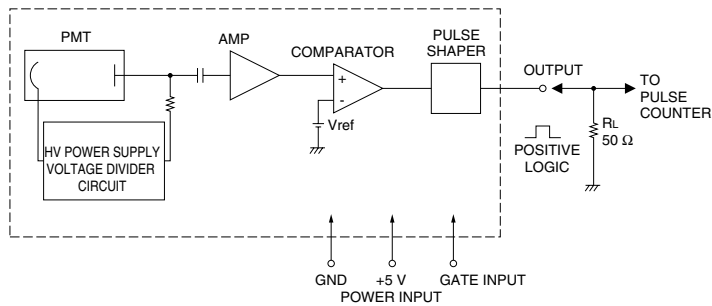 PMT
AMP
COMPARATOR
PULSE
SHAPER
+
-
Vref
HV POWER SUPPLY
VOLTAGE DIVIDER
CIRCUIT
OUTPUT
POSITIVE
LOGIC
RL
50 Ω
TO
PULSE
COUNTER
GND
+5 V
POWER INPUT
GATE INPUT